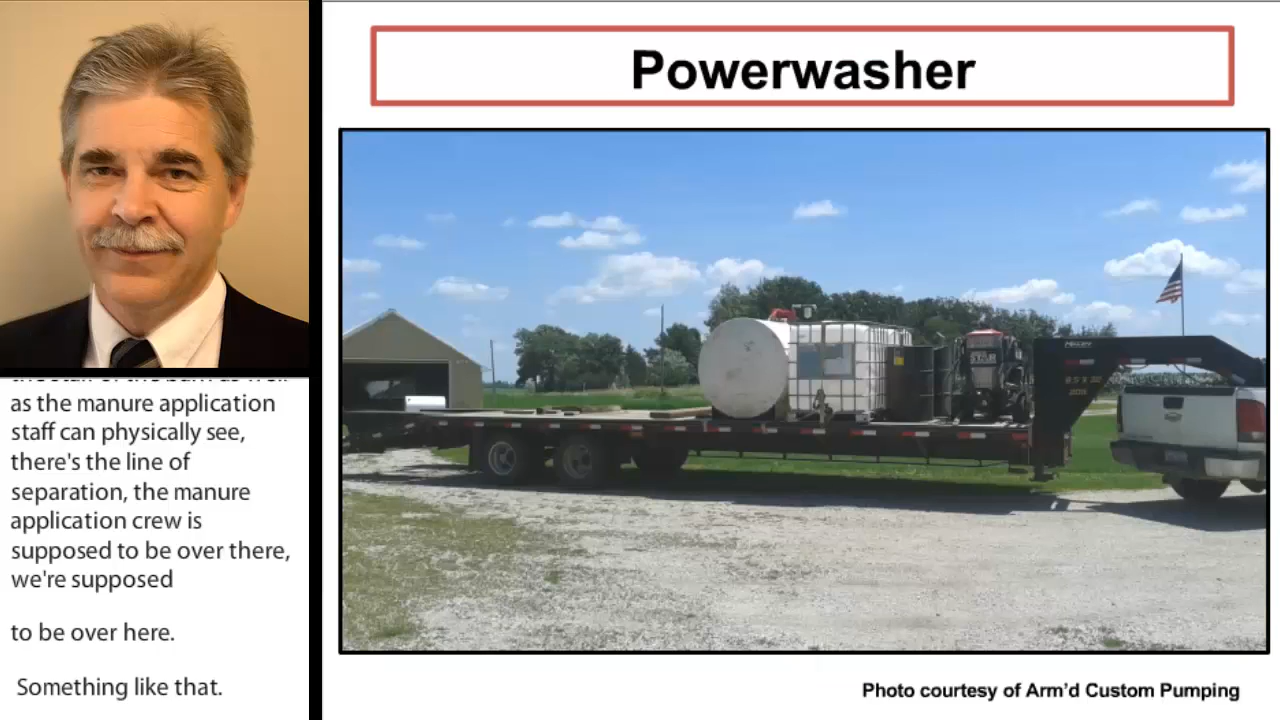 Powerwasher
as the manure application
staff can physically see,
there's the line of
separation, the manure
application crew is
supposed to be over there,
we're supposed
to be over here.
Something like that.
Photo courtesy of Arm'd Custom Pumping